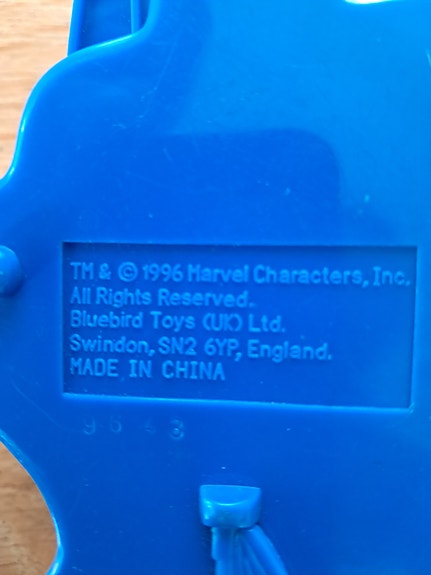 TM & © 1996 Marvel Characters, Inc.
All Rights Reserved.
Bluebird Toys (UK) Ltd.
Swindon, SN2 6YP, England.
MADE IN CHINA